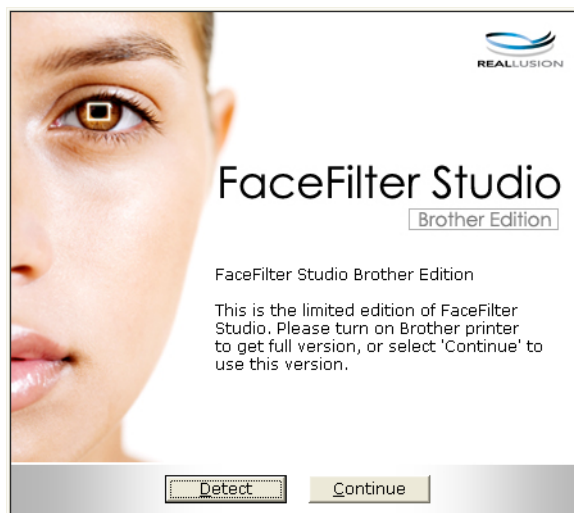 REALLUSION
FaceFilter Studio
Brother Edition
FaceFilter Studio Brother Edition
This is the limited edition of FaceFilter
Studio. Please turn on Brother printer
to get full version, or select 'Continue' to
use this version.
Detect
Continue